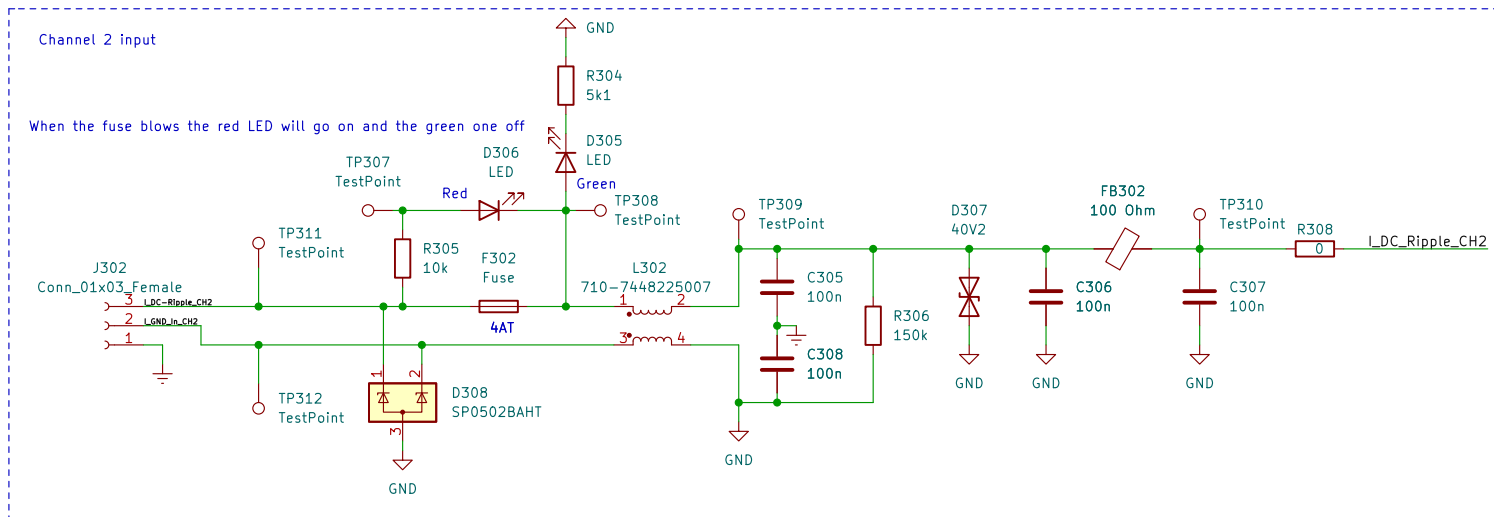 Channel 2 input
GND
R304
5k1
When the fuse blows the red LED will go on and the green one off
D305
LED
D306
LED
TP307
TestPoint
Red
Green
TP308
TestPoint
TP311
TestPoint
R305
10k
F302
Fuse
4AT
J302
Conn_01x03_Female
3
I_DC-Ripple_CH2
2
I_GND_In_CH2
1
TP312
TestPoint
1
2
3
D308
SP0502BAHT
GND
L302
710-7448225007
1
2
3
4
TP309
TestPoint
C305
100n
C308
100n
GND
R306
150k
D307
40V2
GND
C306
100n
GND
FB302
100 Ohm
TP310
TestPoint
C307
100n
GND
R308
0
I_DC_Ripple_CH2